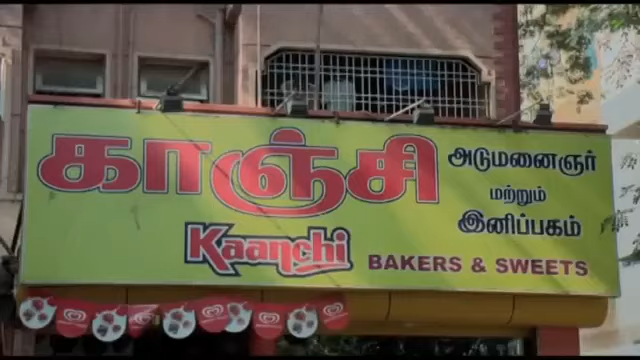 காஞ்சி
அடுமனைஞர்
மற்றும்
இனிப்பகம்
Kaanchi
BAKERS & SWEETS